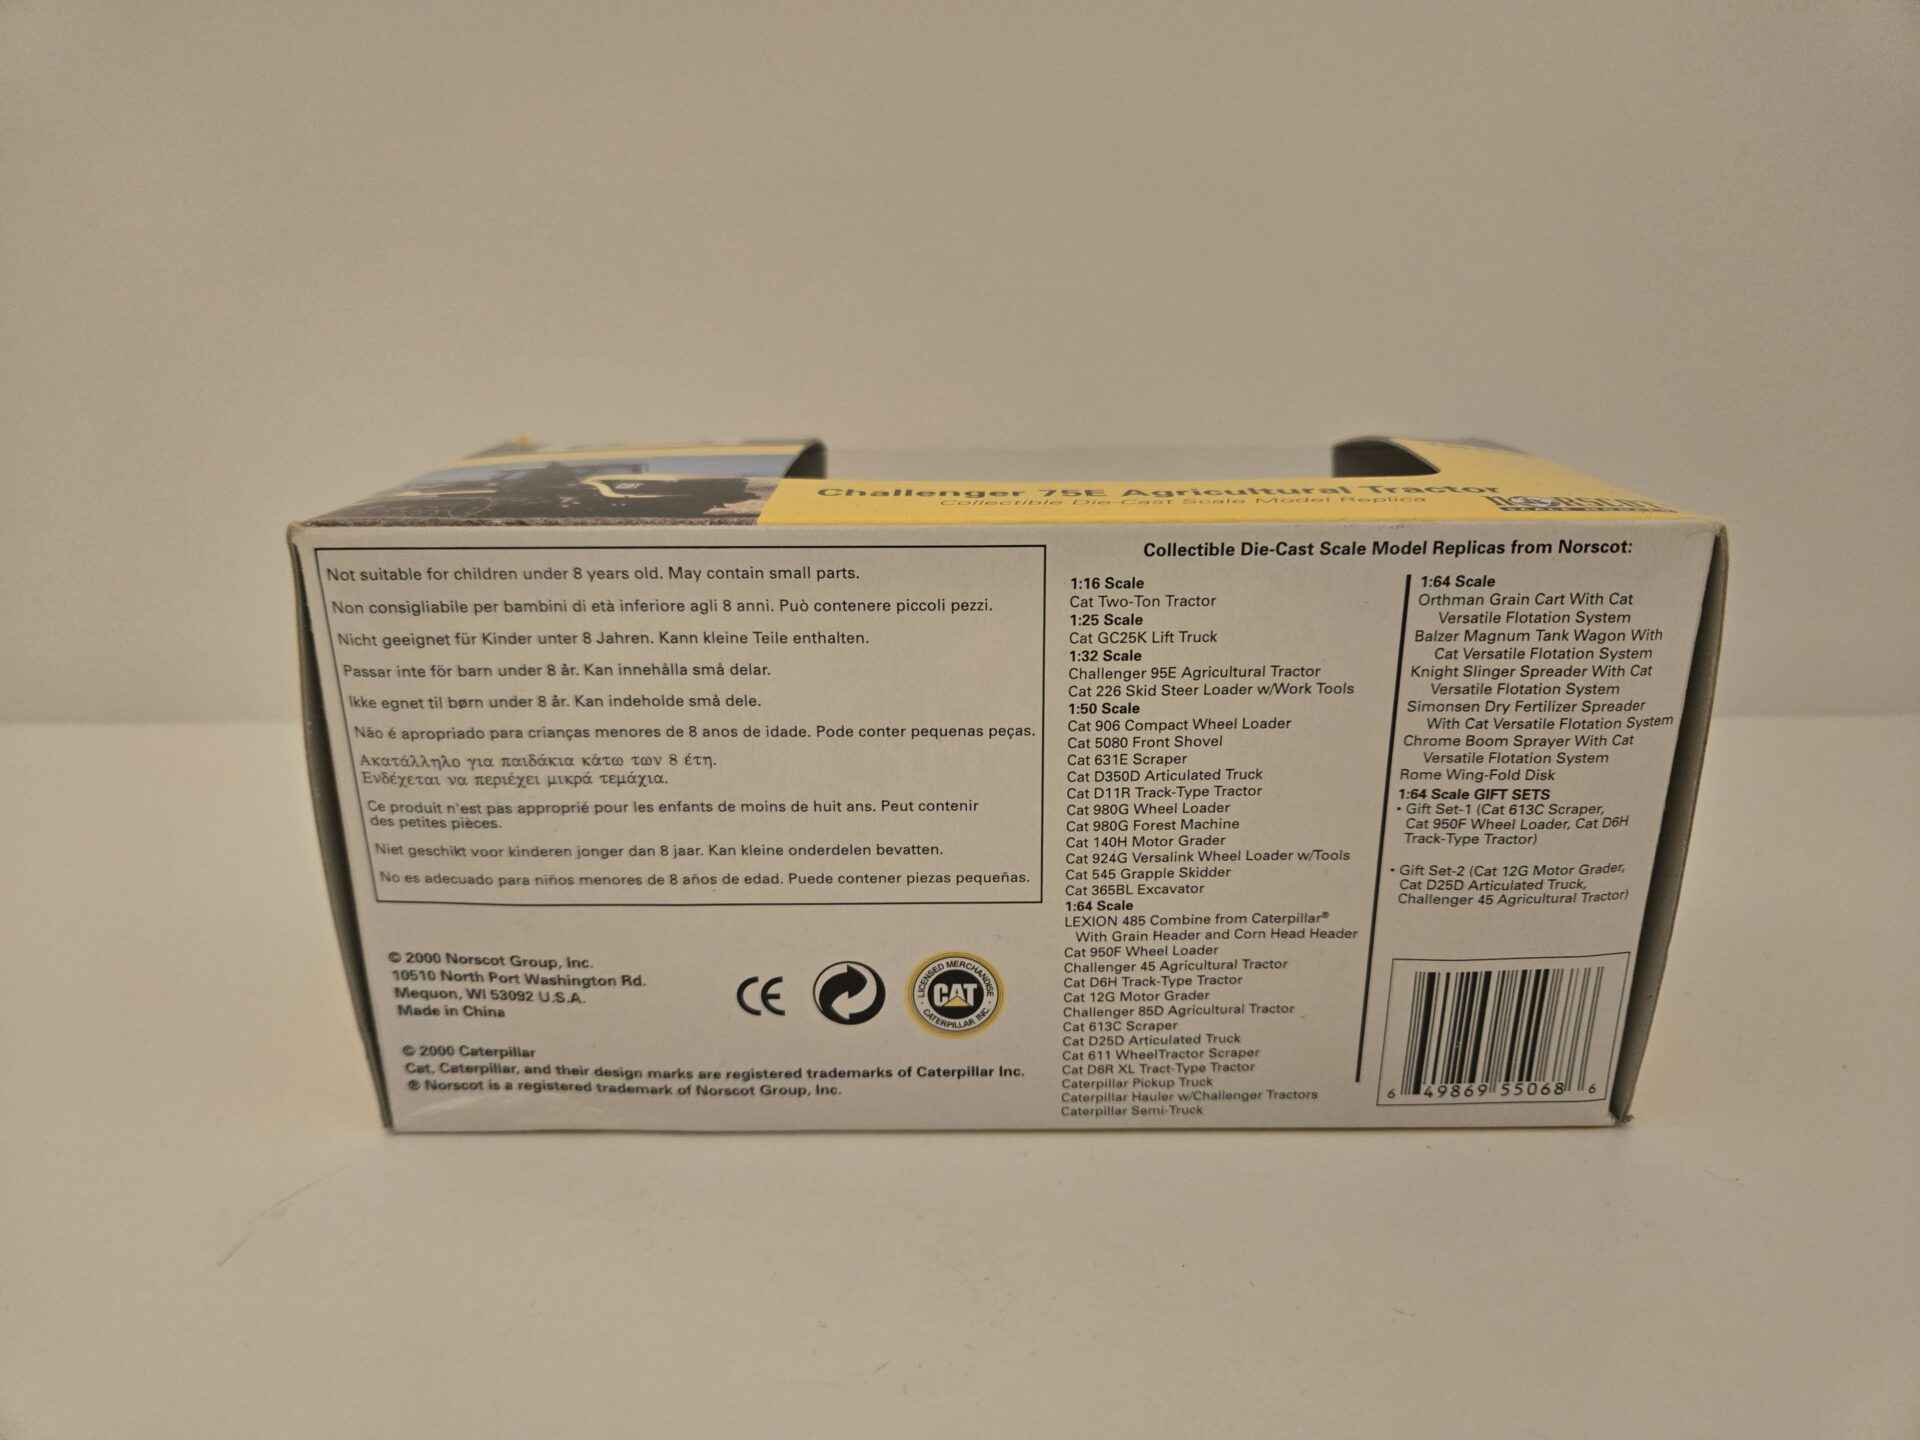 CAT
Challenger 75E Agricultural Tractor
Collectible Die-Cast Scale Model Replica
NORSCOT
Not suitable for children under 8 years old. May contain small parts.
Non consigliabile per bambini di età inferiore agli 8 anni. Può contenere piccoli pezzi.
Nicht geeignet für Kinder unter 8 Jahren. Kann kleine Teile enthalten.
Passar inte för barn under 8 år. Kan innehålla små delar.
Ikke egnet til børn under 8 år. Kan indeholde små dele.
Não é apropriado para crianças menores de 8 anos de idade. Pode conter pequenas peças.
Ακατάλληλο για παιδάκια κάτω των 8 έτη.
Ενδέχεται να περιέχει μικρά τεμάχια.
Ce produit n'est pas approprié pour les enfants de moins de huit ans. Peut contenir
des petites pièces.
Niet geschikt voor kinderen jonger dan 8 jaar. Kan kleine onderdelen bevatten.
No es adecuado para niños menores de 8 años de edad. Puede contener piezas pequeñas.
© 2000 Norscot Group, Inc.
10510 North Port Washington Rd.
Mequon, WI 53092 U.S.A.
Made in China
CE
LICENSED MERCHANDISE
CAT
CATERPILLAR INC.
© 2000 Caterpillar
Cat, Caterpillar, and their design marks are registered trademarks of Caterpillar Inc.
® Norscot is a registered trademark of Norscot Group, Inc.
Collectible Die-Cast Scale Model Replicas from Norscot:
1:16 Scale
Cat Two-Ton Tractor
1:25 Scale
Cat GC25K Lift Truck
1:32 Scale
Challenger 95E Agricultural Tractor
Cat 226 Skid Steer Loader w/Work Tools
1:50 Scale
Cat 906 Compact Wheel Loader
Cat 5080 Front Shovel
Cat 631E Scraper
Cat D350D Articulated Truck
Cat D11R Track-Type Tractor
Cat 980G Wheel Loader
Cat 980G Forest Machine
Cat 140H Motor Grader
Cat 924G Versalink Wheel Loader w/Tools
Cat 545 Grapple Skidder
Cat 365BL Excavator
1:64 Scale
LEXION 485 Combine from Caterpillar®
With Grain Header and Corn Head Header
Cat 950F Wheel Loader
Challenger 45 Agricultural Tractor
Cat D6H Track-Type Tractor
Cat 12G Motor Grader
Challenger 85D Agricultural Tractor
Cat 613C Scraper
Cat D25D Articulated Truck
Cat 611 WheelTractor Scraper
Cat D6R XL Tract-Type Tractor
Caterpillar Pickup Truck
Caterpillar Hauler w/Challenger Tractors
Caterpillar Semi-Truck
1:64 Scale
Orthman Grain Cart With Cat
Versatile Flotation System
Balzer Magnum Tank Wagon With
Cat Versatile Flotation System
Knight Slinger Spreader With Cat
Versatile Flotation System
Simonsen Dry Fertilizer Spreader
With Cat Versatile Flotation System
Chrome Boom Sprayer With Cat
Versatile Flotation System
Rome Wing-Fold Disk
1:64 Scale GIFT SETS
• Gift Set-1 (Cat 613C Scraper,
Cat 950F Wheel Loader, Cat D6H
Track-Type Tractor)
• Gift Set-2 (Cat 12G Motor Grader,
Cat D25D Articulated Truck,
Challenger 45 Agricultural Tractor)
6 49869 55068 6